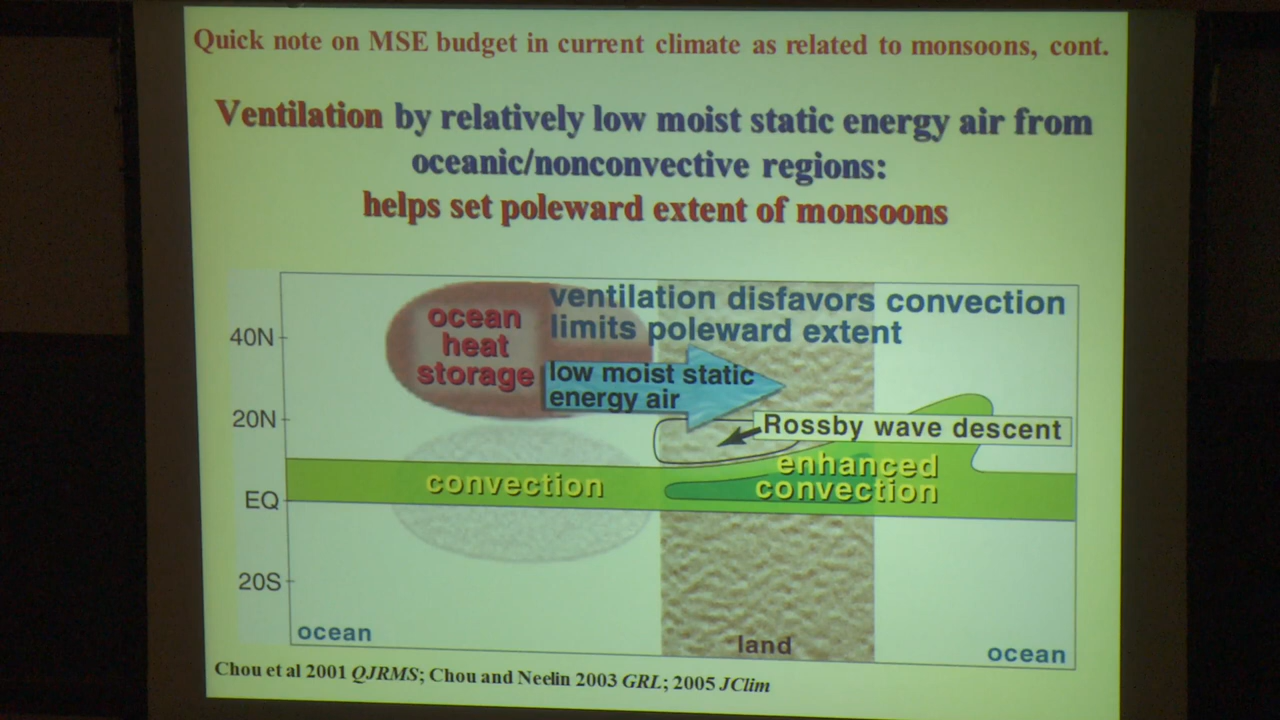 Quick note on MSE budget in current climate as related to monsoons, cont.
Ventilation by relatively low moist static energy air from
oceanic/nonconvective regions:
helps set poleward extent of monsoons
ventilation disfavors convection
limits poleward extent
ocean
heat
storage
low moist static
energy air
40N
20N
EQ
20S
Rossby wave descent
enhanced
convection
convection
ocean
land
ocean
Chou et al 2001 QJRMS; Chou and Neelin 2003 GRL; 2005 JClim